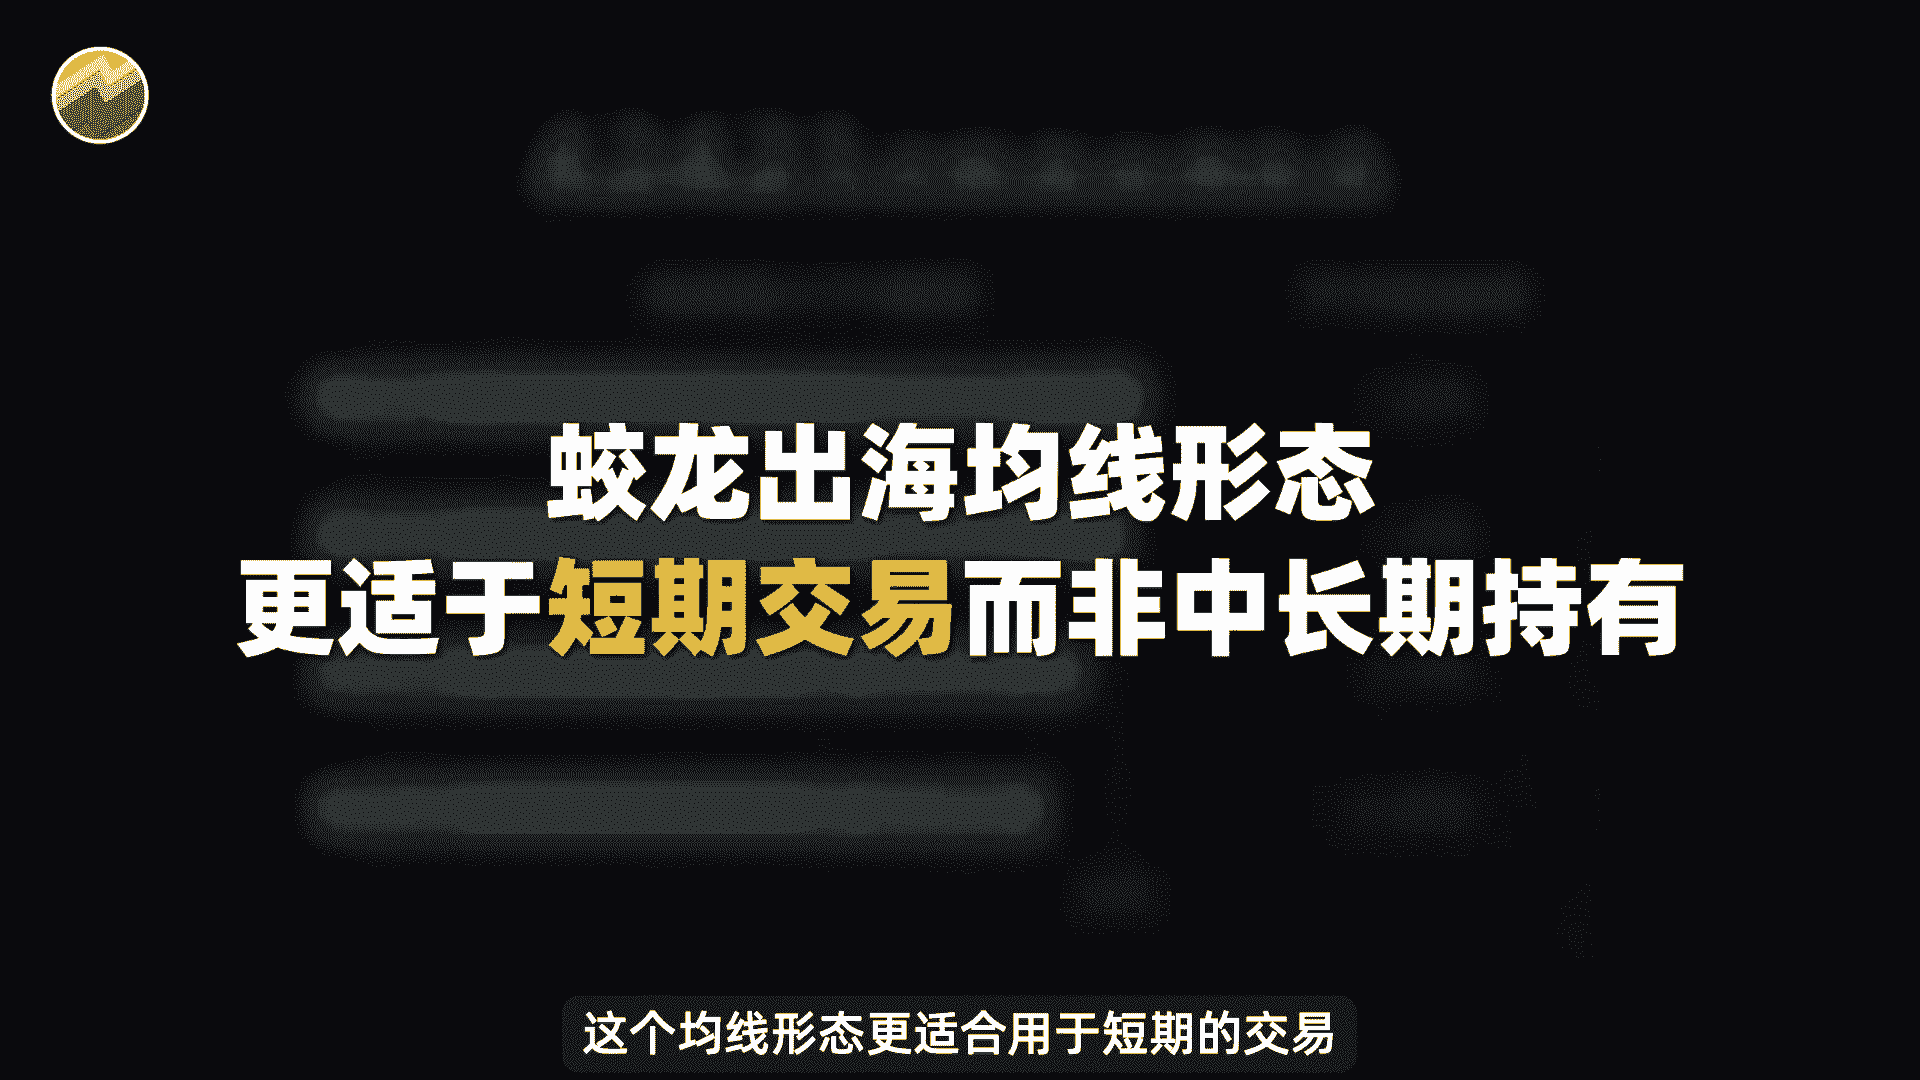 蛟龙出海均线形态
更适于短期交易而非中长期持有
这个均线形态更适合用于短期的交易